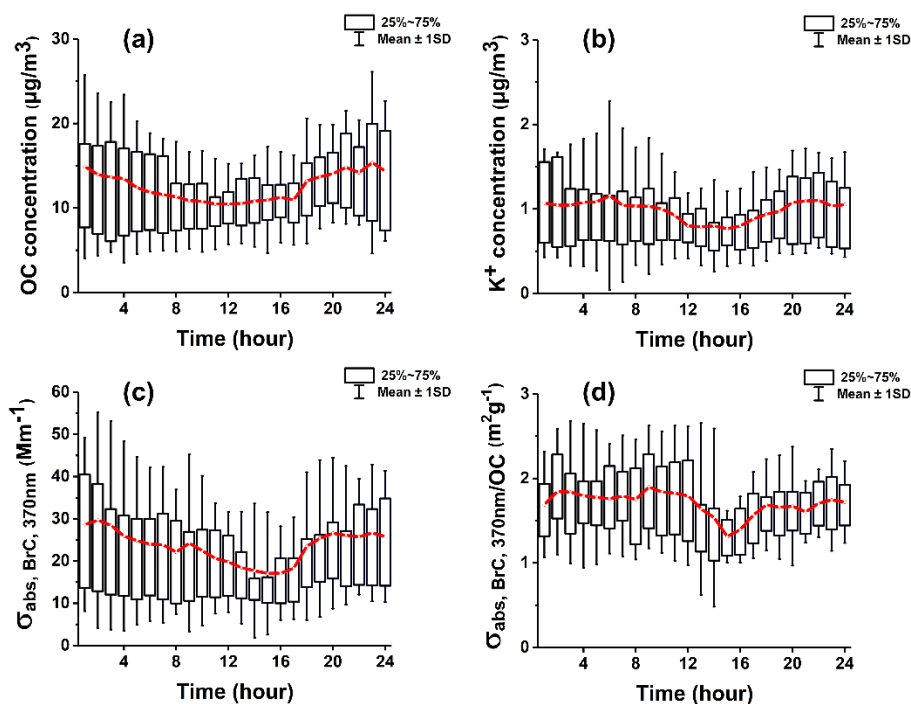 (a)
25%~75%
Mean ± 1SD
OC concentration (μg/m³)
30
20
10
0
4 8 12 16 20 24
Time (hour)
(b)
25%~75%
Mean ± 1SD
K⁺ concentration (μg/m³)
3
2
1
0
4 8 12 16 20 24
Time (hour)
(c)
25%~75%
Mean ± 1SD
σabs, BrC, 370nm (Mm⁻¹)
60
50
40
30
20
10
0
4 8 12 16 20 24
Time (hour)
(d)
25%~75%
Mean ± 1SD
σabs, BrC, 370nm/OC (m²g⁻¹)
3
2
1
0
4 8 12 16 20 24
Time (hour)